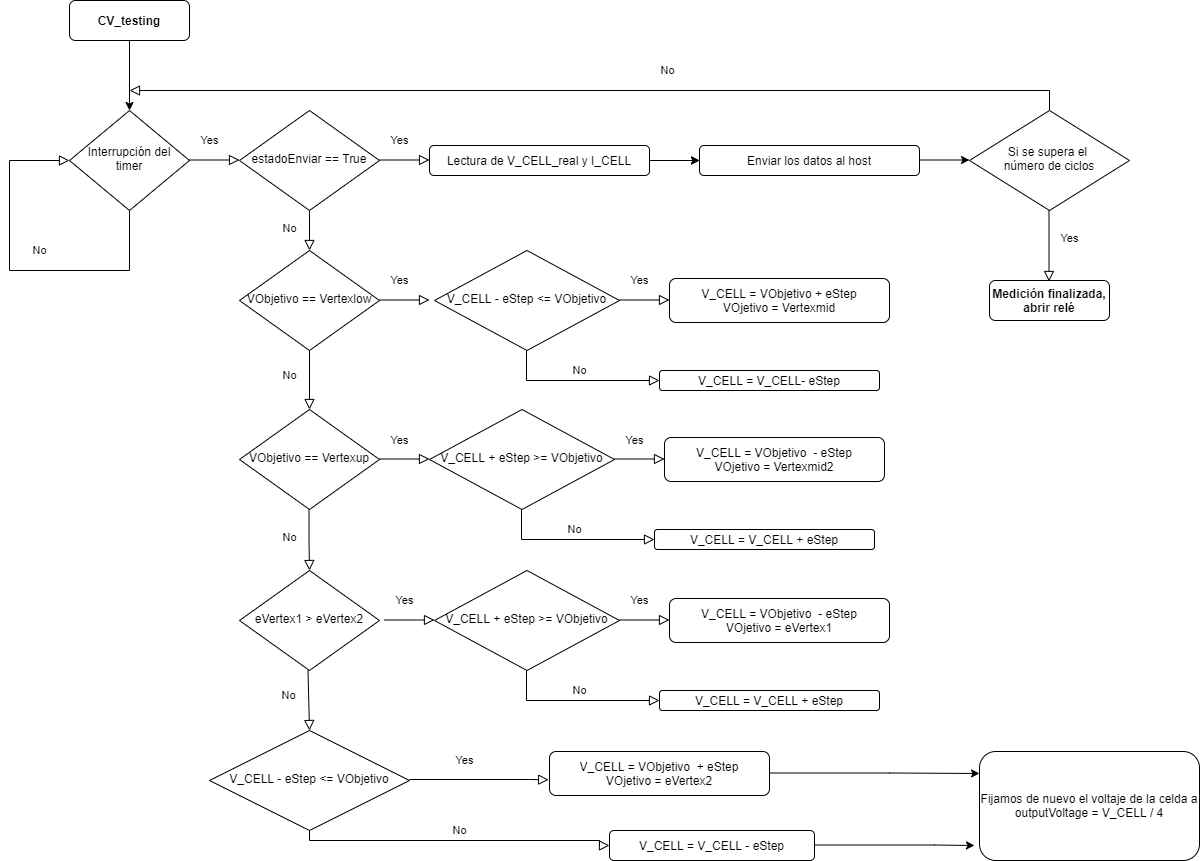 CV_testing
No
Interrupción del
timer
Yes
No
estadoEnviar == True
Yes
Lectura de V_CELL_real y I_CELL
Enviar los datos al host
Si se supera el
número de ciclos
Yes
Medición finalizada,
abrir relé
No
VObjetivo == Vertexlow
Yes
V_CELL - eStep <= VObjetivo
Yes
V_CELL = VObjetivo + eStep
VOjetivo = Vertexmid
No
V_CELL = V_CELL- eStep
No
VObjetivo == Vertexup
Yes
V_CELL + eStep >= VObjetivo
Yes
V_CELL = VObjetivo  - eStep
VOjetivo = Vertexmid2
No
V_CELL = V_CELL + eStep
No
eVertex1 > eVertex2
Yes
V_CELL + eStep >= VObjetivo
Yes
V_CELL = VObjetivo  - eStep
VOjetivo = eVertex1
No
V_CELL = V_CELL + eStep
No
V_CELL - eStep <= VObjetivo
Yes
V_CELL = VObjetivo  + eStep
VOjetivo = eVertex2
No
V_CELL = V_CELL - eStep
Fijamos de nuevo el voltaje de la celda a
outputVoltage = V_CELL / 4